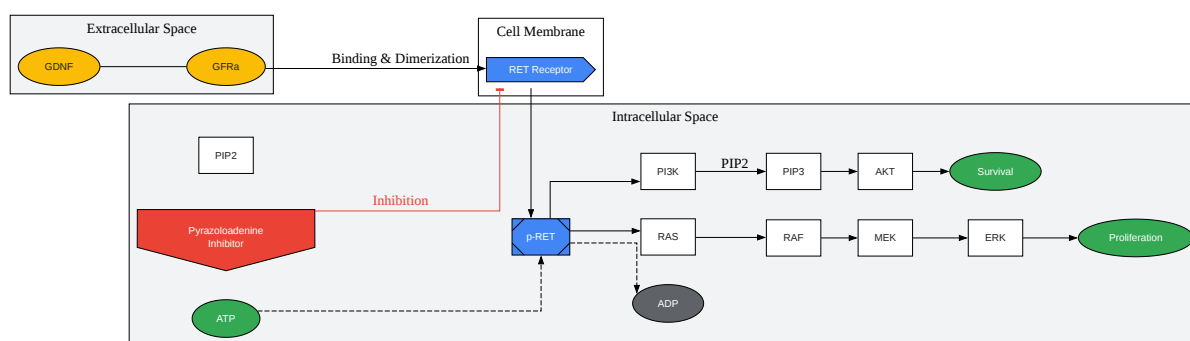 Extracellular Space
GDNF
GFRa
Binding & Dimerization
Cell Membrane
RET Receptor
Intracellular Space
PIP2
PI3K
PIP2
PIP3
AKT
Survival
Inhibition
Pyrazoloadenine
Inhibitor
p-RET
RAS
RAF
MEK
ERK
Proliferation
ATP
ADP